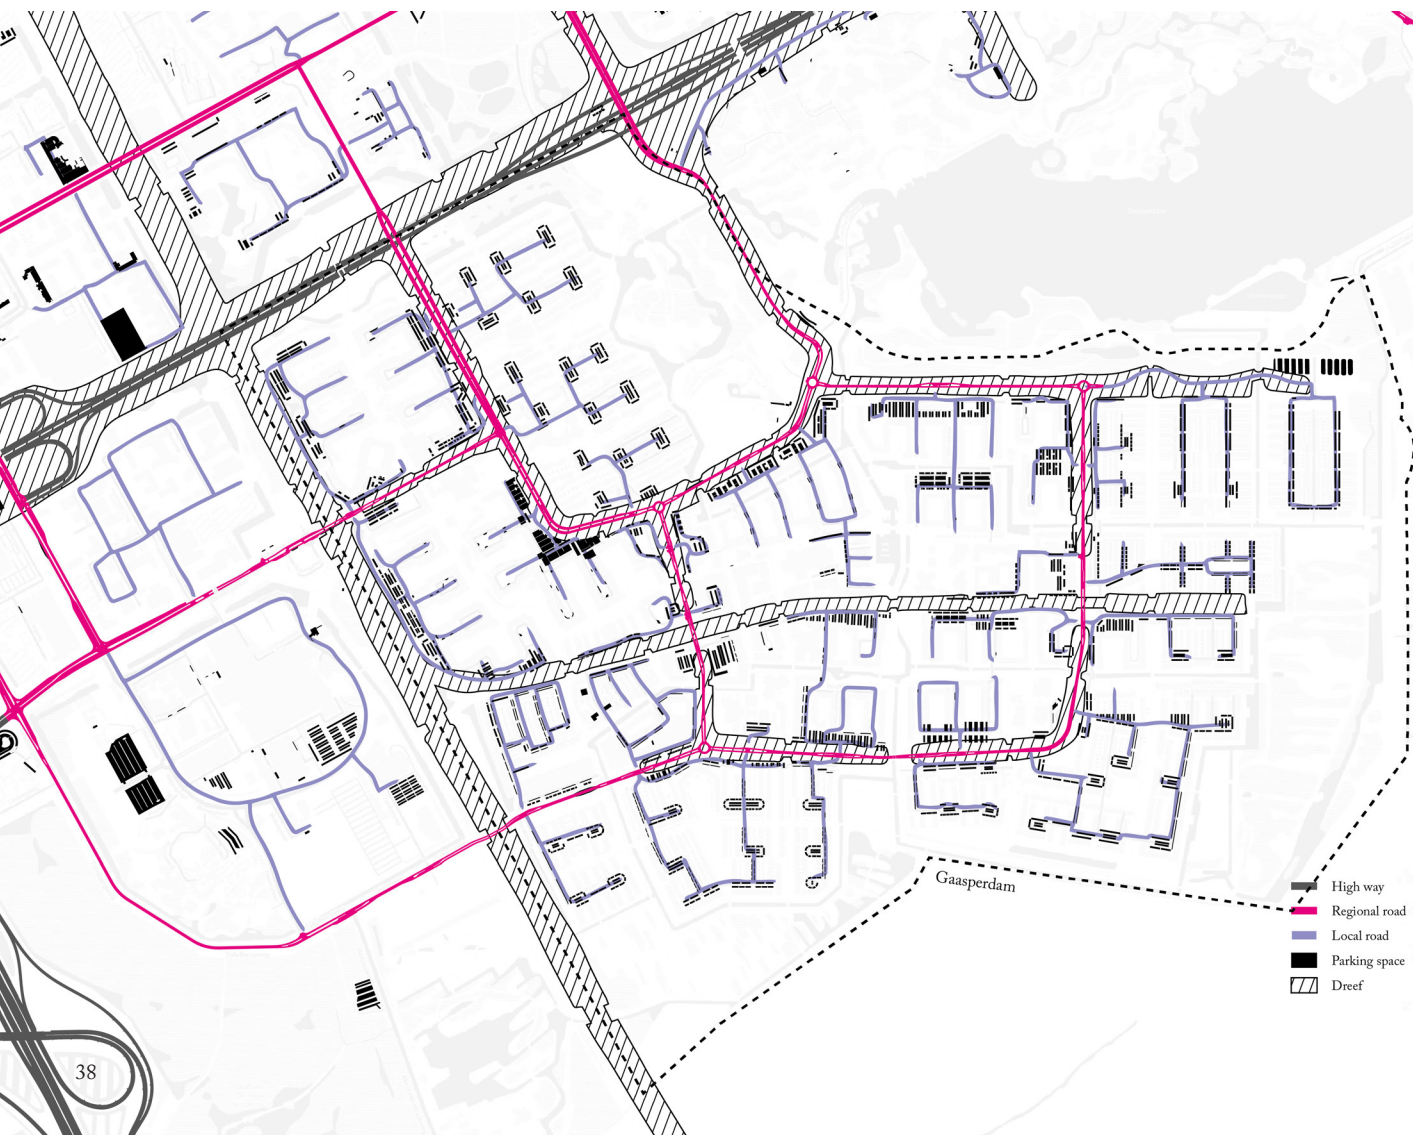 Gaasperdam
High way
Regional road
Local road
Parking space
Dreef
38